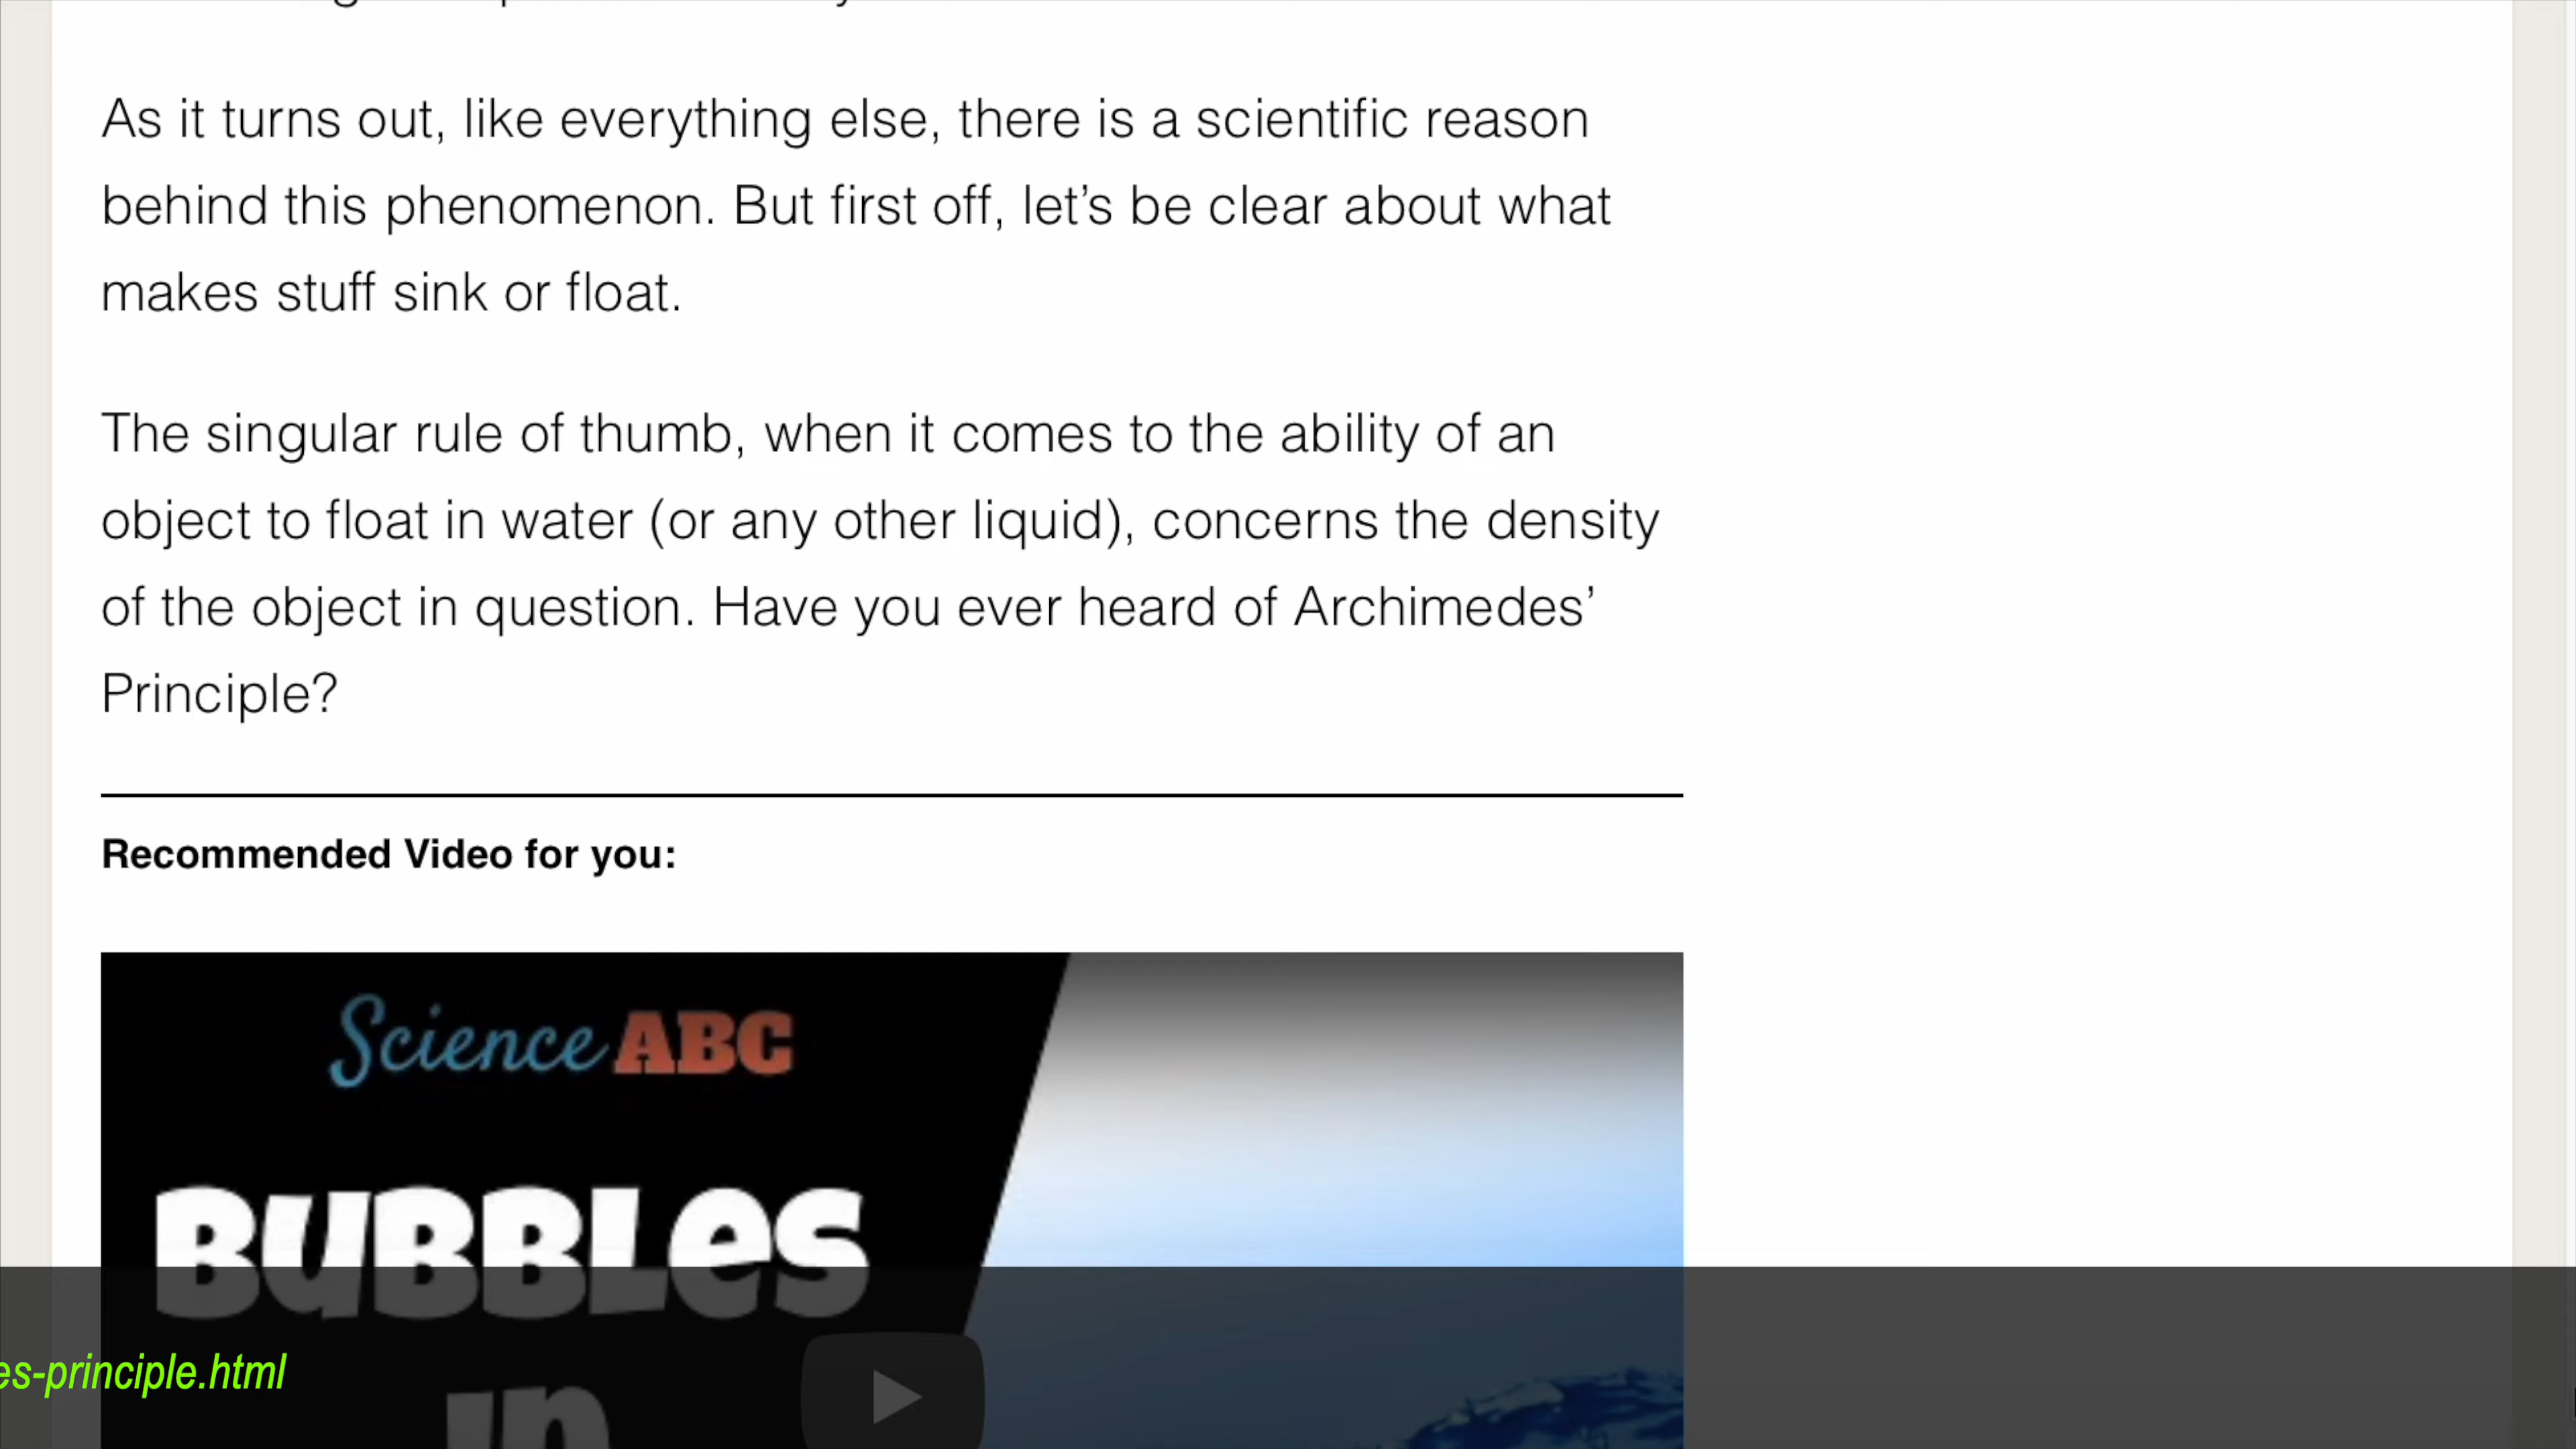 As it turns out, like everything else, there is a scientific reason
behind this phenomenon. But first off, let’s be clear about what
makes stuff sink or float.
The singular rule of thumb, when it comes to the ability of an
object to float in water (or any other liquid), concerns the density
of the object in question. Have you ever heard of Archimedes’
Principle?
Recommended Video for you:
Science ABC
BUBBLes
in
es-principle.html